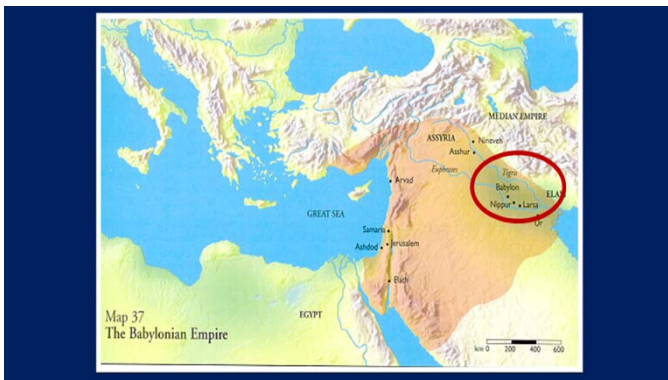 MEDIAN EMPIRE
ASSYRIA
Nineveh
Asshur
Euphrates
Tigris
Arvad
Babylon
ELAM
Nippur
Larsa
Ur
GREAT SEA
Samaria
Jerusalem
Ashdod
Elath
EGYPT
Map 37
The Babylonian Empire
km 0 200 400 600